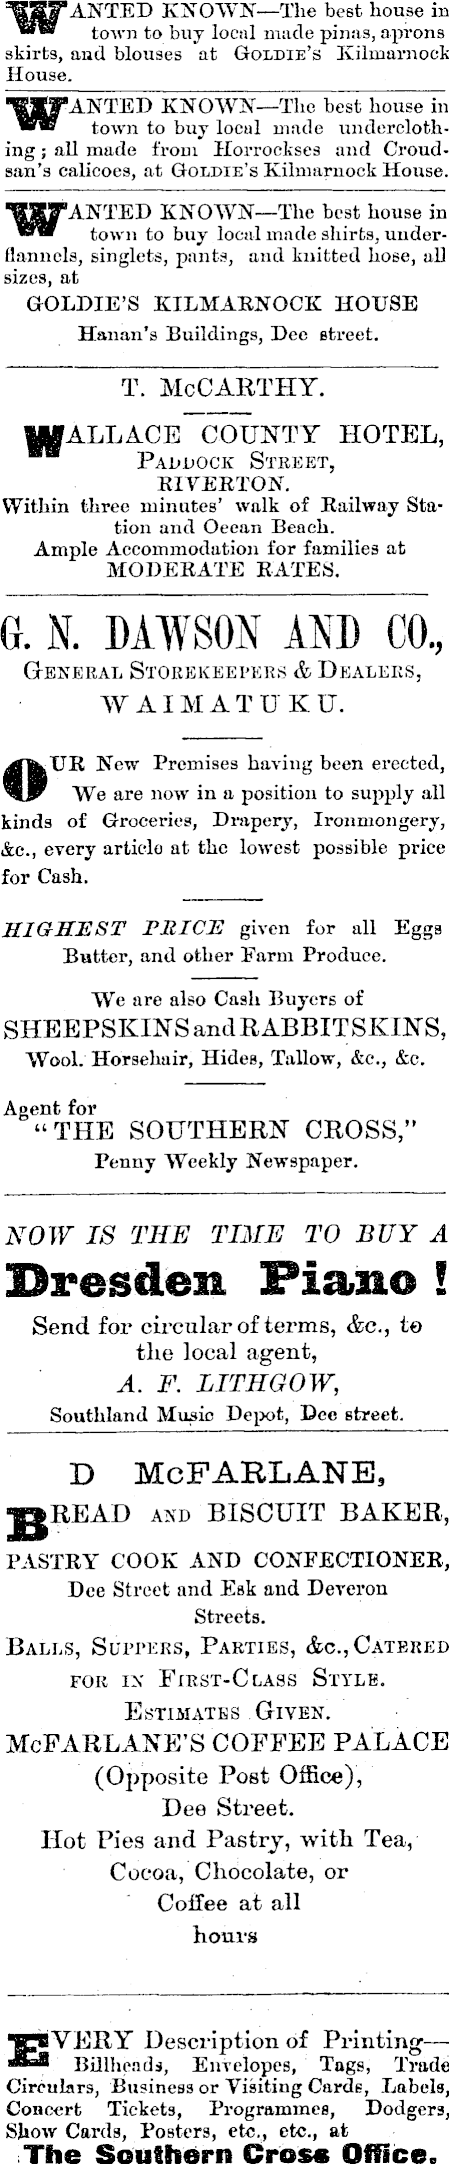 WANTED KNOWN—The best house in
town to buy local made pinas, aprons
skirts, and blouses at GOLDIE'S Kilmarnock
House.
WANTED KNOWN—The best house in
town to buy local made undercloth-
ing; all made from Horrockses and Croud-
san's calicoes, at GOLDIE'S Kilmarnock House.
WANTED KNOWN—The best house in
town to buy local made shirts, under-
flannels, singlets, pants, and knitted hose, all
sizes, at
GOLDIE'S KILMARNOCK HOUSE
Hanan's Buildings, Dee street.
T. McCARTHY.
WALLACE COUNTY HOTEL,
PADDOCK STREET,
RIVERTON.
Within three minutes' walk of Railway Sta-
tion and Ocean Beach.
Ample Accommodation for families at
MODERATE RATES.
G. N. DAWSON AND CO.,
GENERAL STOREKEEPERS & DEALERS,
WAIMATUKU.
OUR New Premises having been erected,
We are now in a position to supply all
kinds of Groceries, Drapery, Ironmongery,
&c., every article at the lowest possible price
for Cash.
HIGHEST PRICE given for all Eggs
Butter, and other Farm Produce.
We are also Cash Buyers of
SHEEPSKINS and RABBITSKINS,
Wool. Horsehair, Hides, Tallow, &c., &c.
Agent for
"THE SOUTHERN CROSS,"
Penny Weekly Newspaper.
NOW IS THE TIME TO BUY A
Dresden Piano!
Send for circular of terms, &c., to
the local agent,
A. F. LITHGOW,
Southland Music Depot, Dee street.
D McFARLANE,
BREAD AND BISCUIT BAKER,
PASTRY COOK AND CONFECTIONER,
Dee Street and Esk and Deveron
Streets.
BALLS, SUPPERS, PARTIES, &c., CATERED
FOR IN FIRST-CLASS STYLE.
ESTIMATES GIVEN.
McFARLANE'S COFFEE PALACE
(Opposite Post Office),
Dee Street.
Hot Pies and Pastry, with Tea,
Cocoa, Chocolate, or
Coffee at all
hours
EVERY Description of Printing—
Billheads, Envelopes, Tags, Trade
Circulars, Business or Visiting Cards, Labels,
Concert Tickets, Programmes, Dodgers,
Show Cards, Posters, etc., etc., at
The Southern Cross Office.